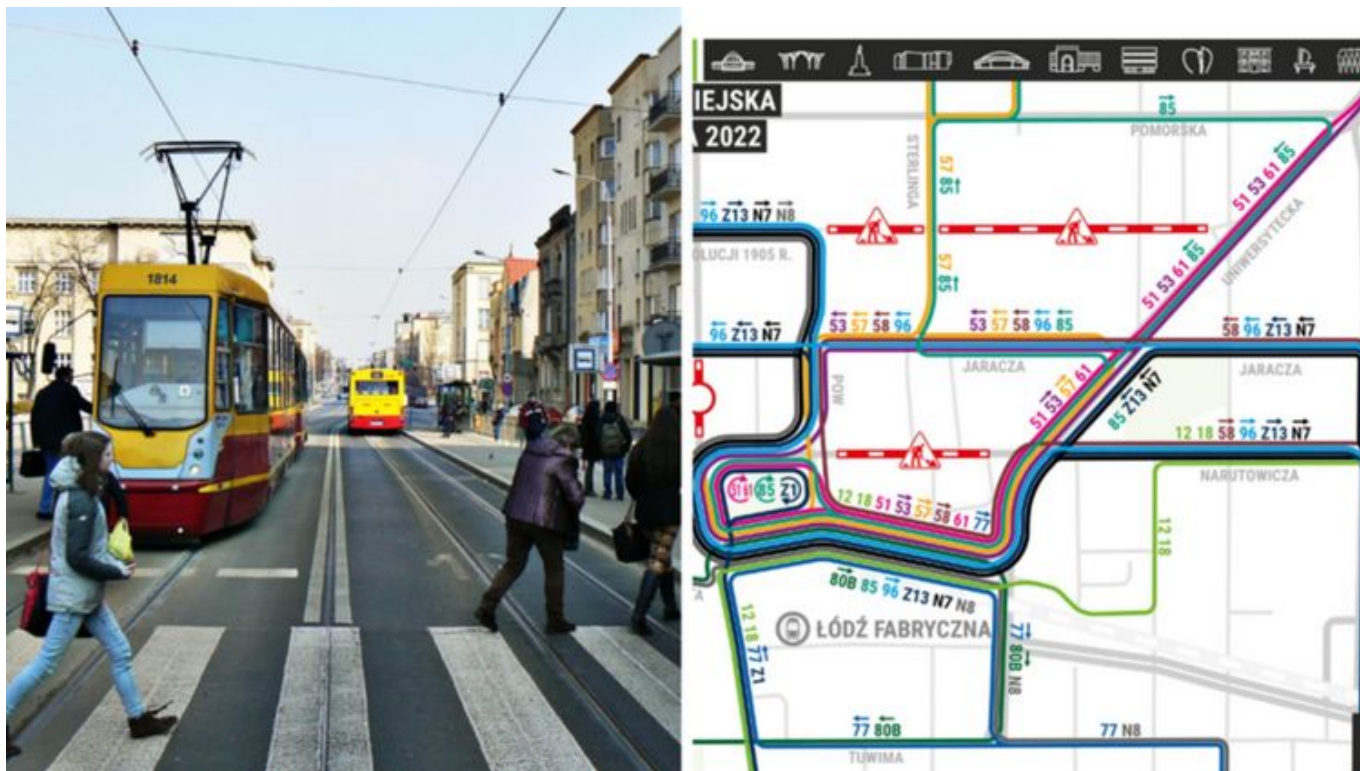 1814
IEJSKA
A 2022
85
POMORSKA
STERLINGA
57
85
51 53 61 85
UNIWERSYTECKA
96 Z13 N7 N8
OLUCJI 1905 R.
57
85
51 53 61 85
53 57 58 96
53 57 58 96 85
58 96 Z13 N7
96 Z13 N7
JARACZA
JARACZA
POW
51 53 57 61
85 Z13 N7
12 18 58 96 Z13 N7
NARUTOWICZA
51 61 85 Z1
12 18 51 53 57 58 61 77
12 18
80B 85 96 Z13 N7 N8
A
ŁÓDŹ FABRYCZNA
12 18 77 Z1
77
80B N8
77 80B
77 N8
TUWIMA